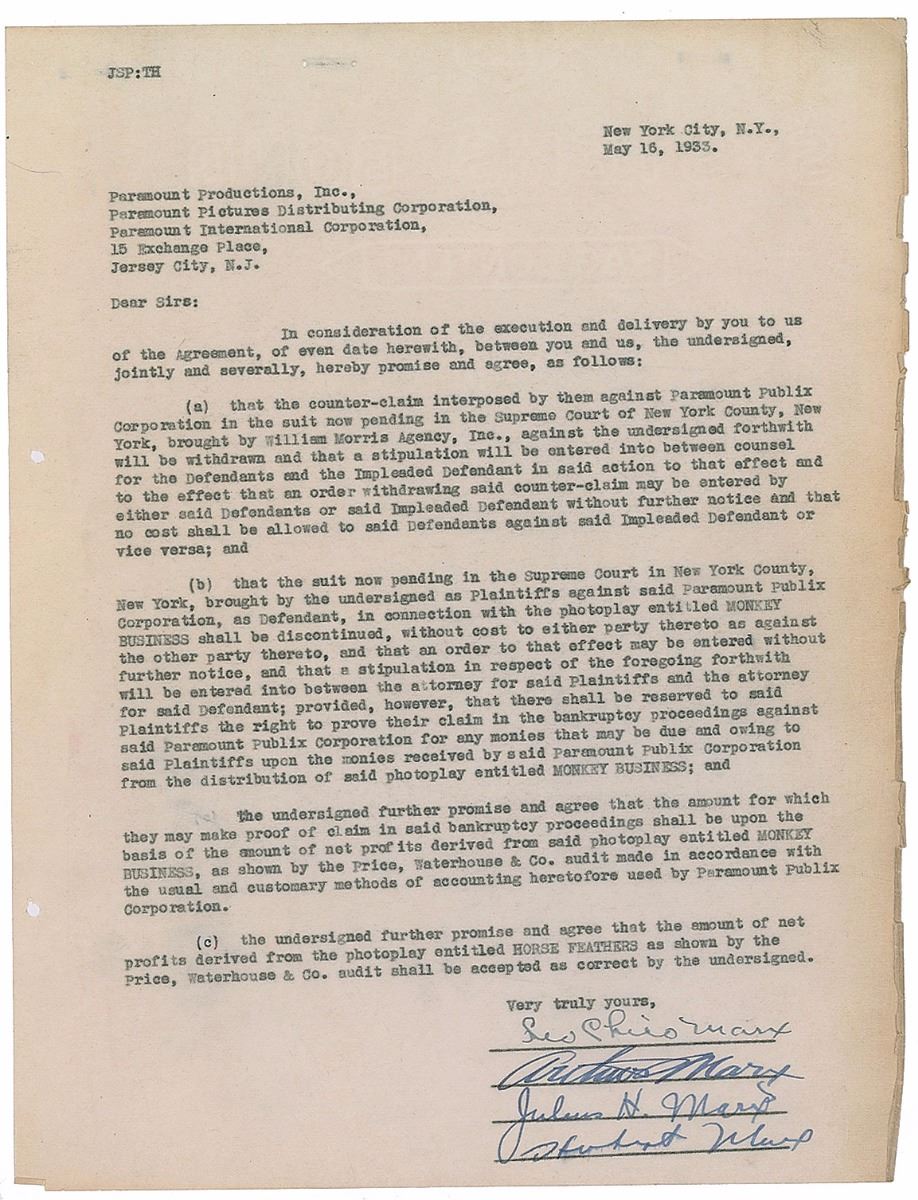 JSP:TH
New York City, N.Y.,
May 16, 1933.
Paramount Productions, Inc.,
Paramount Pictures Distributing Corporation,
Paramount International Corporation,
15 Exchange Place,
Jersey City, N.J.
Dear Sirs:
In consideration of the execution and delivery by you to us
of the Agreement, of even date herewith, between you and us, the undersigned,
jointly and severally, hereby promise and agree, as follows:
(a) that the counter-claim interposed by them against Paramount Publix
Corporation in the suit now pending in the Supreme Court of New York County, New
York, brought by William Morris Agency, Inc., against the undersigned forthwith
will be withdrawn and that a stipulation will be entered into between counsel
for the Defendants and the Impleaded Defendant in said action to that effect and
to the effect that an order withdrawing said counter-claim may be entered by
either said Defendants or said Impleaded Defendant without further notice and that
no cost shall be allowed to said Defendants against said Impleaded Defendant or
vice versa; and
(b) that the suit now pending in the Supreme Court in New York County,
New York, brought by the undersigned as Plaintiffs against said Paramount Publix
Corporation, as Defendant, in connection with the photoplay entitled MONKEY
BUSINESS shall be discontinued, without cost to either party thereto as against
the other party thereto, and that an order to that effect may be entered without
further notice, and that a stipulation in respect of the foregoing forthwith
will be entered into between the attorney for said Plaintiffs and the attorney
for said Defendant; provided, however, that there shall be reserved to said
Plaintiffs the right to prove their claim in the bankruptcy proceedings against
said Paramount Publix Corporation for any monies that may be due and owing to
said Plaintiffs upon the monies received by said Paramount Publix Corporation
from the distribution of said photoplay entitled MONKEY BUSINESS; and
The undersigned further promise and agree that the amount for which
they may make proof of claim in said bankruptcy proceedings shall be upon the
basis of the amount of net profits derived from said photoplay entitled MONKEY
BUSINESS, as shown by the Price, Waterhouse & Co. audit made in accordance with
the usual and customary methods of accounting heretofore used by Paramount Publix
Corporation.
(c) the undersigned further promise and agree that the amount of net
profits derived from the photoplay entitled HORSE FEATHERS as shown by the
Price, Waterhouse & Co. audit shall be accepted as correct by the undersigned.
Very truly yours,
Leo Chico Marx
Arthur Marx
Julius H. Marx
Herbert Marx